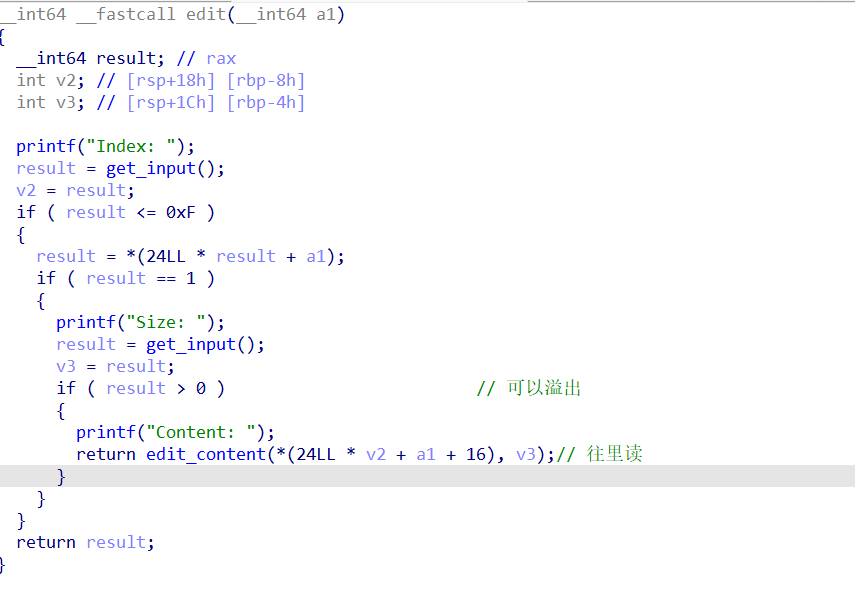 __int64 __fastcall edit(__int64 a1)
{
  __int64 result; // rax
  int v2; // [rsp+18h] [rbp-8h]
  int v3; // [rsp+1Ch] [rbp-4h]

  printf("Index: ");
  result = get_input();
  v2 = result;
  if ( result <= 0xF )
  {
    result = *(24LL * result + a1);
    if ( result == 1 )
    {
      printf("Size: ");
      result = get_input();
      v3 = result;
      if ( result > 0 )                         // 可以溢出
      {
        printf("Content: ");
        return edit_content(*(24LL * v2 + a1 + 16), v3);// 往里读
      }
    }
  }
  return result;
}